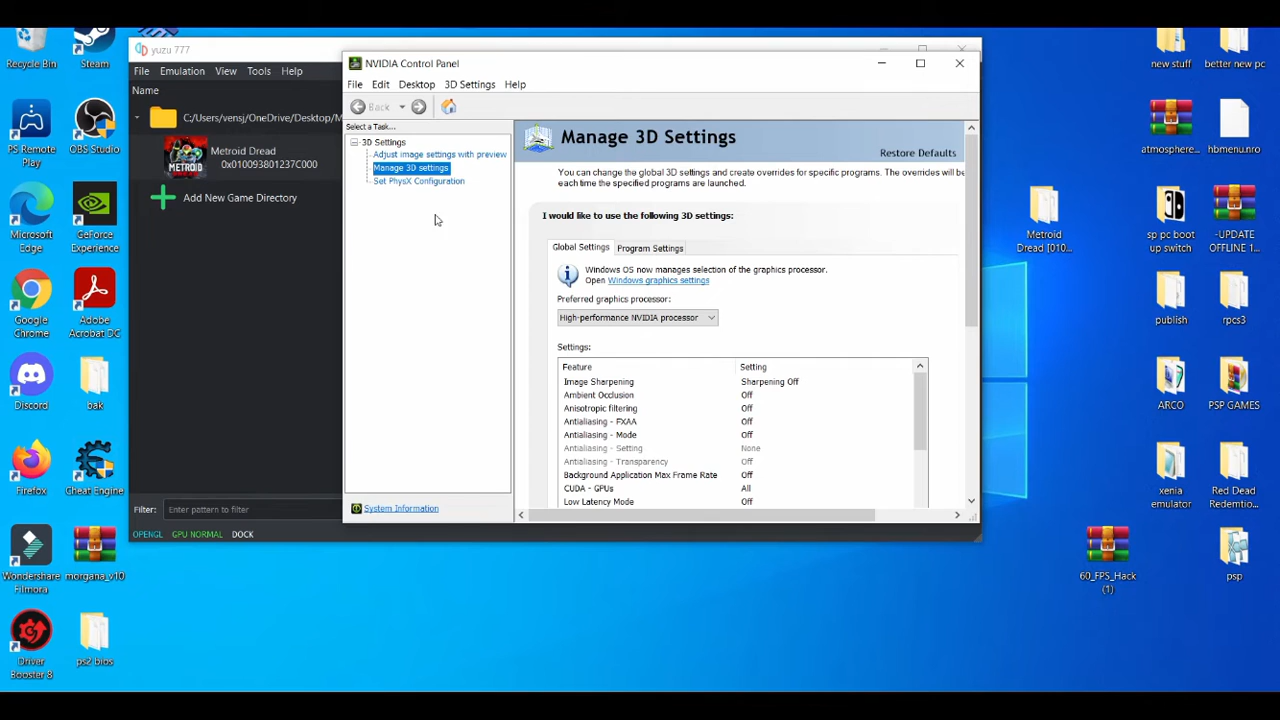 Recycle Bin
Steam
PS Remote
Play
OBS Studio
Microsoft
Edge
GeForce
Experience
Google
Chrome
Adobe
Acrobat DC
Discord
bak
Firefox
Cheat Engine
Wondershare
Filmora
morgana_v10
Driver
Booster 8
ps2 bios
yuzu 777
File Emulation View Tools Help
Name
C:/Users/vensj/OneDrive/Desktop/M
Metroid Dread
0x010093801237C000
METROID
Add New Game Directory
Filter: Enter pattern to filter
OPENGL GPU NORMAL DOCK
NVIDIA Control Panel
File Edit Desktop 3D Settings Help
Back
Select a Task...
3D Settings
Adjust image settings with preview
Manage 3D settings
Set PhysX Configuration
System Information
Manage 3D Settings
Restore Defaults
You can change the global 3D settings and create overrides for specific programs. The overrides will be
each time the specified programs are launched.
I would like to use the following 3D settings:
Global Settings Program Settings
Windows OS now manages selection of the graphics processor.
Open Windows graphics settings
Preferred graphics processor:
High-performance NVIDIA processor
Settings:
Feature Setting
Image Sharpening Sharpening Off
Ambient Occlusion Off
Anisotropic filtering Off
Antialiasing - FXAA Off
Antialiasing - Mode Off
Antialiasing - Setting None
Antialiasing - Transparency Off
Background Application Max Frame Rate Off
CUDA - GPUs All
Low Latency Mode Off
new stuff
better new pc
atmosphere...
hbmenu.nro
Metroid
Dread [010...
sp pc boot
up switch
-UPDATE
OFFLINE 1...
publish
rpcs3
ARCO
PSP GAMES
xenia
emulator
Red Dead
Redemtio...
60_FPS_Hack
(1)
psp